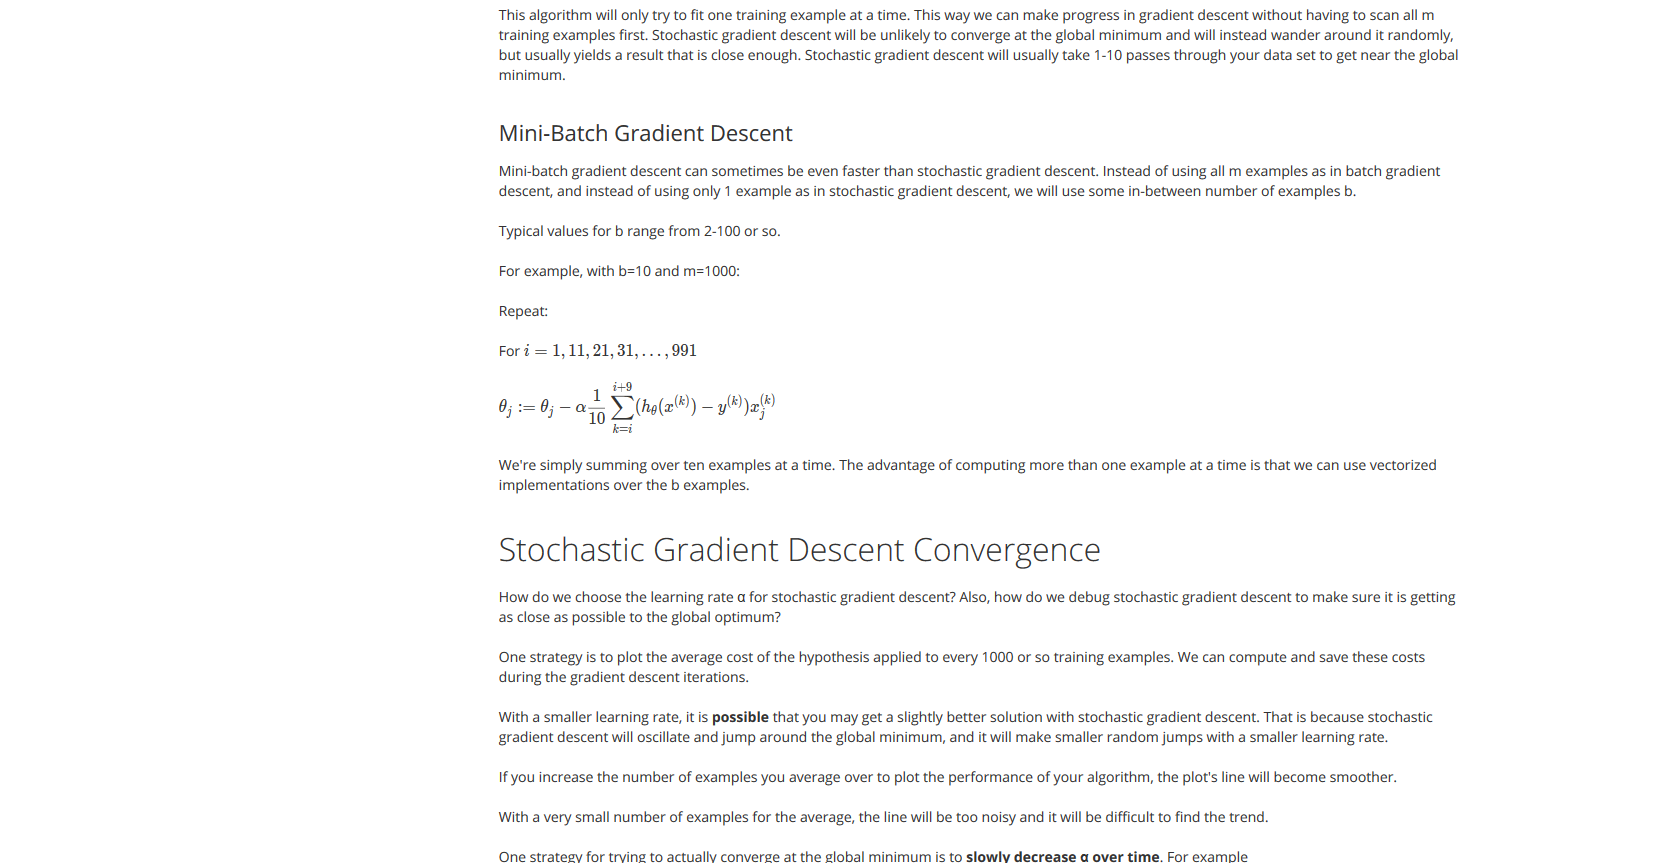 This algorithm will only try to fit one training example at a time. This way we can make progress in gradient descent without having to scan all m
training examples first. Stochastic gradient descent will be unlikely to converge at the global minimum and will instead wander around it randomly,
but usually yields a result that is close enough. Stochastic gradient descent will usually take 1-10 passes through your data set to get near the global
minimum.
Mini-Batch Gradient Descent
Mini-batch gradient descent can sometimes be even faster than stochastic gradient descent. Instead of using all m examples as in batch gradient
descent, and instead of using only 1 example as in stochastic gradient descent, we will use some in-between number of examples b.
Typical values for b range from 2-100 or so.
For example, with b=10 and m=1000:
Repeat:
For i = 1, 11, 21, 31, . . . , 991
θ_j := θ_j − α \frac{1}{10} \sum_{k=i}^{i+9} (h_θ(x^{(k)}) − y^{(k)})x_j^{(k)}
We're simply summing over ten examples at a time. The advantage of computing more than one example at a time is that we can use vectorized
implementations over the b examples.
Stochastic Gradient Descent Convergence
How do we choose the learning rate α for stochastic gradient descent? Also, how do we debug stochastic gradient descent to make sure it is getting
as close as possible to the global optimum?
One strategy is to plot the average cost of the hypothesis applied to every 1000 or so training examples. We can compute and save these costs
during the gradient descent iterations.
With a smaller learning rate, it is possible that you may get a slightly better solution with stochastic gradient descent. That is because stochastic
gradient descent will oscillate and jump around the global minimum, and it will make smaller random jumps with a smaller learning rate.
If you increase the number of examples you average over to plot the performance of your algorithm, the plot's line will become smoother.
With a very small number of examples for the average, the line will be too noisy and it will be difficult to find the trend.
One strategy for trying to actually converge at the global minimum is to slowly decrease α over time. For example